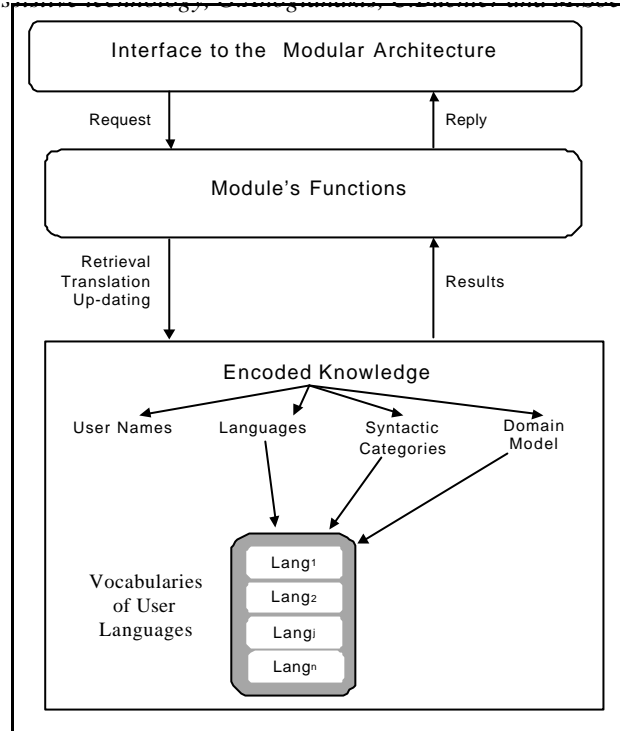 Interface to the Modular Architecture
Request
Reply
Module's Functions
Retrieval
Translation
Up-dating
Results
Encoded Knowledge
User Names
Languages
Syntactic
Categories
Domain
Model
Vocabularies
of User
Languages
Lang1
Lang2
Langj
Langn